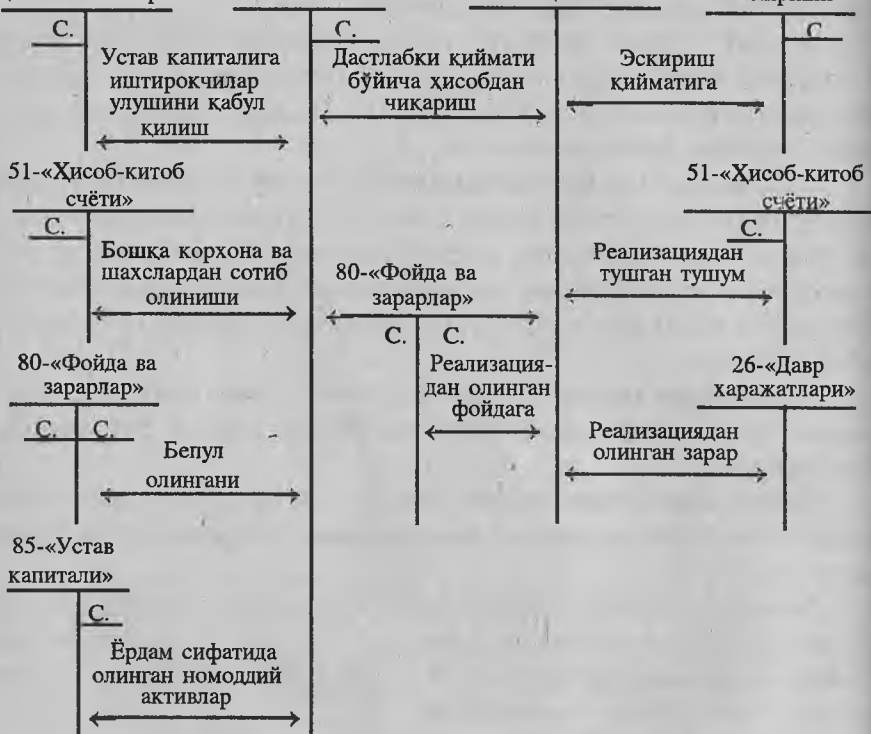 С.
Устав капиталига
иштирокчилар
улушини қабул
қилиш
С.
Дастлабки қиймати
бўйича ҳисобдан
чиқариш
Эскириш
қийматига
С
51-«Ҳисоб-китоб
счёти»
С.
Бошқа корхона ва
шахслардан сотиб
олиниши
80-«Фойда ва
зарарлар»
С. С.
Реализация-
дан олинган
фойдага
51-«Ҳисоб-китоб
счёти»
С.
Реализациядан
тушган тушум
80-«Фойда ва
зарарлар»
С. С.
Бепул
олингани
26-«Давр
харажатлари»
Реализациядан
олинган зарар
85-«Устав
капитали»
С.
Ёрдам сифатида
олинган номоддий
активлар